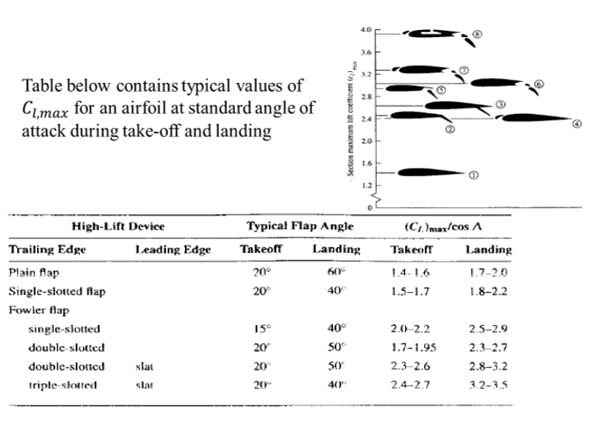 Table below contains typical values of
C_{l,max} for an airfoil at standard angle of
attack during take-off and landing
Section maximum lift coefficient (c_l)_max
4.0
3.6
3.2
2.8
2.4
2.0
1.6
1.2
0
⑧
⑦
⑥
⑤
③
④
②
①
High-Lift Device Typical Flap Angle (C_L)max/cos Λ
Trailing Edge Leading Edge Takeoff Landing Takeoff Landing
Plain flap 20° 60° 1.4–1.6 1.7–2.0
Single-slotted flap 20° 40° 1.5–1.7 1.8–2.2
Fowler flap
single-slotted 15° 40° 2.0–2.2 2.5–2.9
double-slotted 20° 50° 1.7–1.95 2.3–2.7
double-slotted slat 20° 50° 2.3–2.6 2.8–3.2
triple-slotted slat 20° 40° 2.4–2.7 3.2–3.5